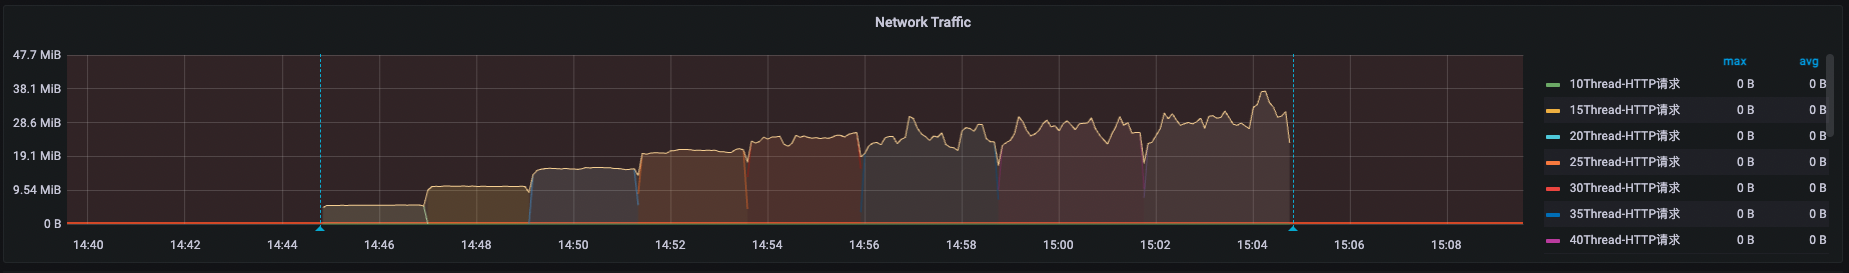 Network Traffic
47.7 MiB
38.1 MiB
28.6 MiB
19.1 MiB
9.54 MiB
0 B
14:40 14:42 14:44 14:46 14:48 14:50 14:52 14:54 14:56 14:58 15:00 15:02 15:04 15:06 15:08
max avg
10Thread-HTTP请求 0 B 0 B
15Thread-HTTP请求 0 B 0 B
20Thread-HTTP请求 0 B 0 B
25Thread-HTTP请求 0 B 0 B
30Thread-HTTP请求 0 B 0 B
35Thread-HTTP请求 0 B 0 B
40Thread-HTTP请求 0 B 0 B